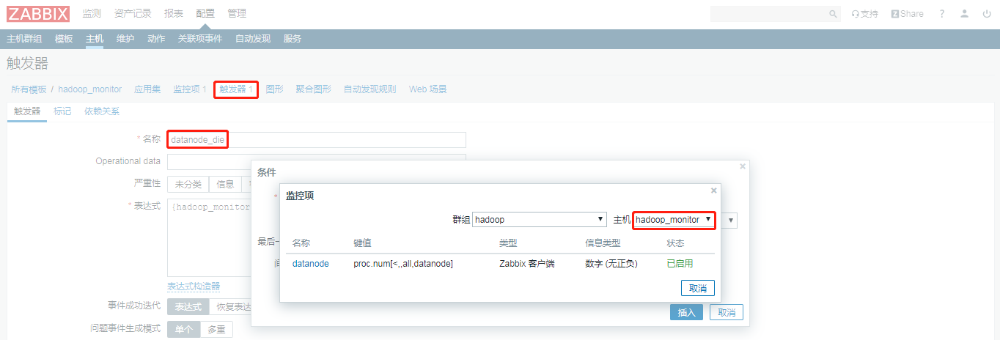 ZABBIX 监测 资产记录 报表 配置 管理 支持 Z Share ?
主机群组 模板 主机 维护 动作 关联项事件 自动发现 服务
触发器
所有模板 / hadoop_monitor 应用集 监控项 1 触发器 1 图形 聚合图形 自动发现规则 Web 场景
触发器 标记 依赖关系
* 名称 datanode_die
Operational data
严重性 未分类 信息
* 表达式 {hadoop_monitor
表达式构造器
事件成功迭代 表达式 恢复表达
问题事件生成模式 单个 多重
条件
*
最后一
插入 取消
监控项
群组 hadoop 主机 hadoop_monitor
名称 键值 类型 信息类型 状态
datanode proc.num[<,,all,datanode] Zabbix 客户端 数字 (无正负) 已启用
取消